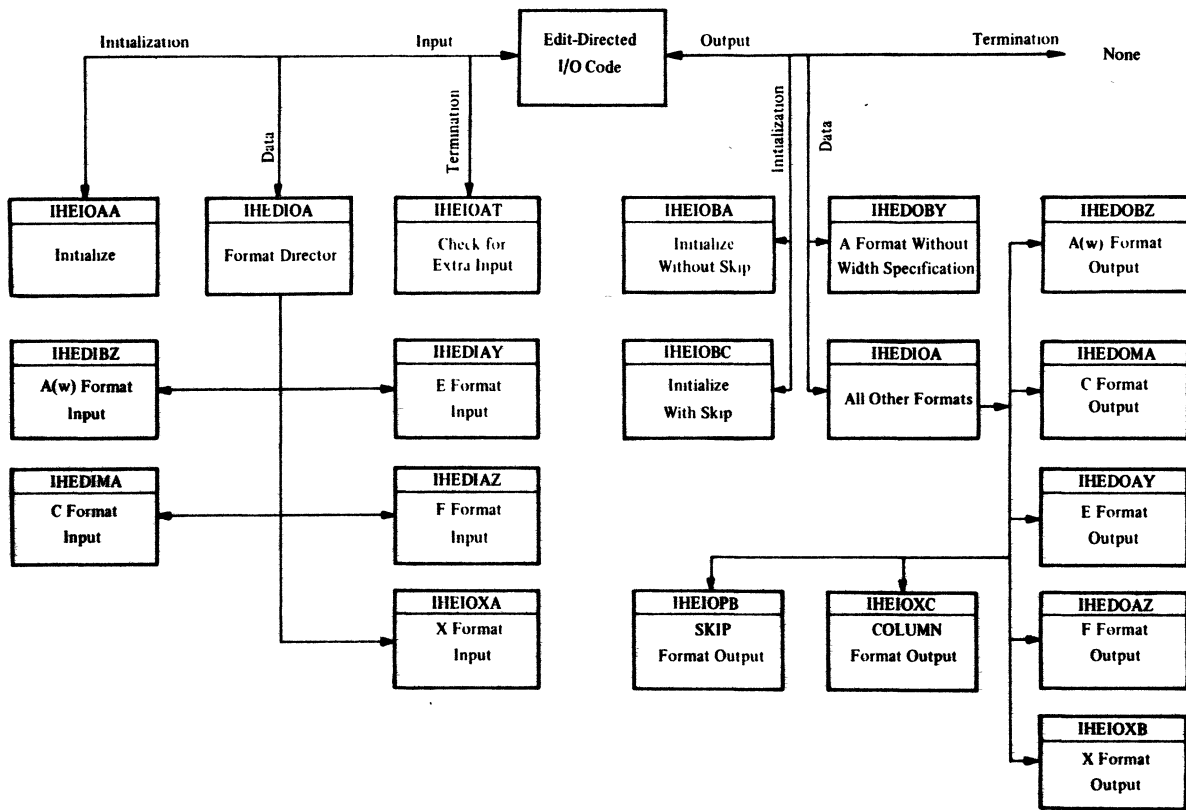 Initialization
Input
Edit-Directed
I/O Code
Output
Termination
None
Data
Termination
Initialization
Data
IHEIOAA
Initialize
IHEDIOA
Format Director
IHEIOAT
Check for
Extra Input
IHEIOBA
Initialize
Without Skip
IHEDOBY
A Format Without
Width Specification
IHEDOBZ
A(w) Format
Output
IHEDIBZ
A(w) Format
Input
IHEDIAY
E Format
Input
IHEIOBC
Initialize
With Skip
IHEDIOA
All Other Formats
IHEDOMA
C Format
Output
IHEDIMA
C Format
Input
IHEDIAZ
F Format
Input
IHEDOAY
E Format
Output
IHEIOXA
X Format
Input
IHEIOPB
SKIP
Format Output
IHEIOXC
COLUMN
Format Output
IHEDOAZ
F Format
Output
IHEIOXB
X Format
Output